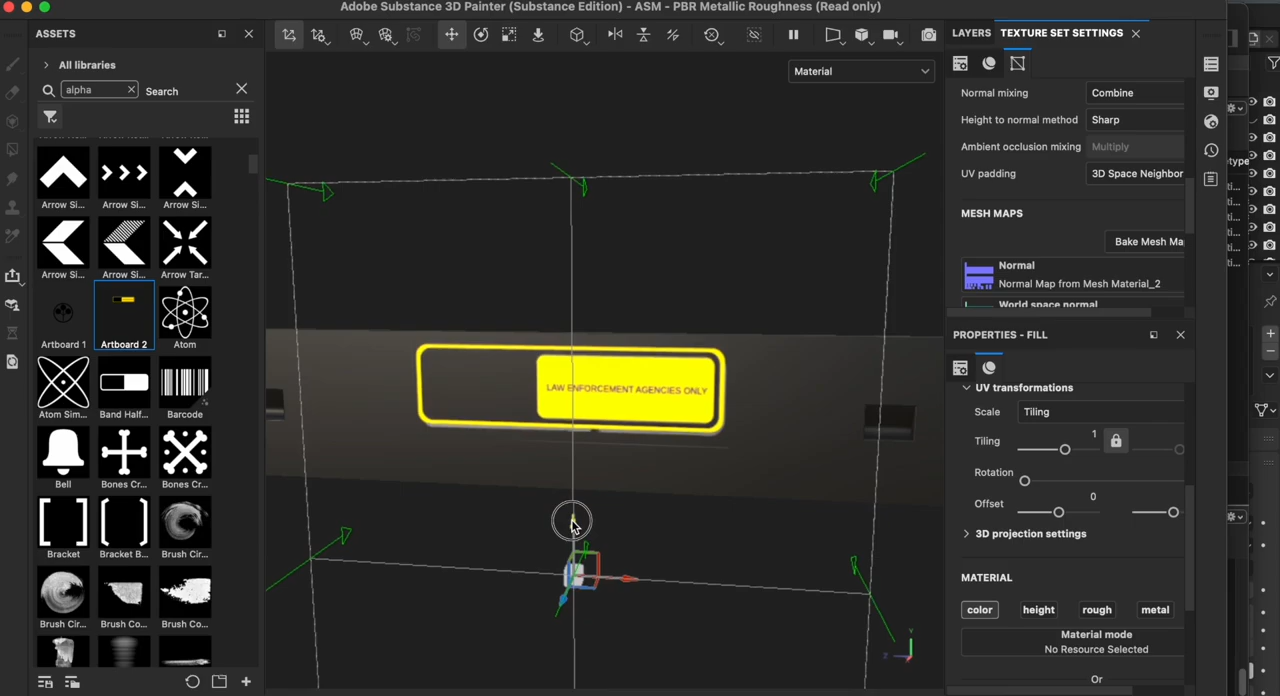 Adobe Substance 3D Painter (Substance Edition) - ASM - PBR Metallic Roughness (Read only)
ASSETS
All libraries
alpha
Search
Arrow Si... Arrow Si... Arrow Si...
Arrow Si... Arrow Si... Arrow Tar...
Artboard 1 Artboard 2 Atom
Atom Sim... Band Half... Barcode
Bell Bones Cr... Bones Cr...
Bracket Bracket B... Brush Cir...
Brush Cir... Brush Co... Brush Co...
Material
LAW ENFORCEMENT AGENCIES ONLY
Y
Z
LAYERS TEXTURE SET SETTINGS
Normal mixing Combine
Height to normal method Sharp
Ambient occlusion mixing Multiply
UV padding 3D Space Neighbor
MESH MAPS
Bake Mesh Ma
Normal
Normal Map from Mesh Material_2
World space normal
PROPERTIES - FILL
UV transformations
Scale Tiling
Tiling 1
Rotation
Offset 0
3D projection settings
MATERIAL
color height rough metal
Material mode
No Resource Selected
Or